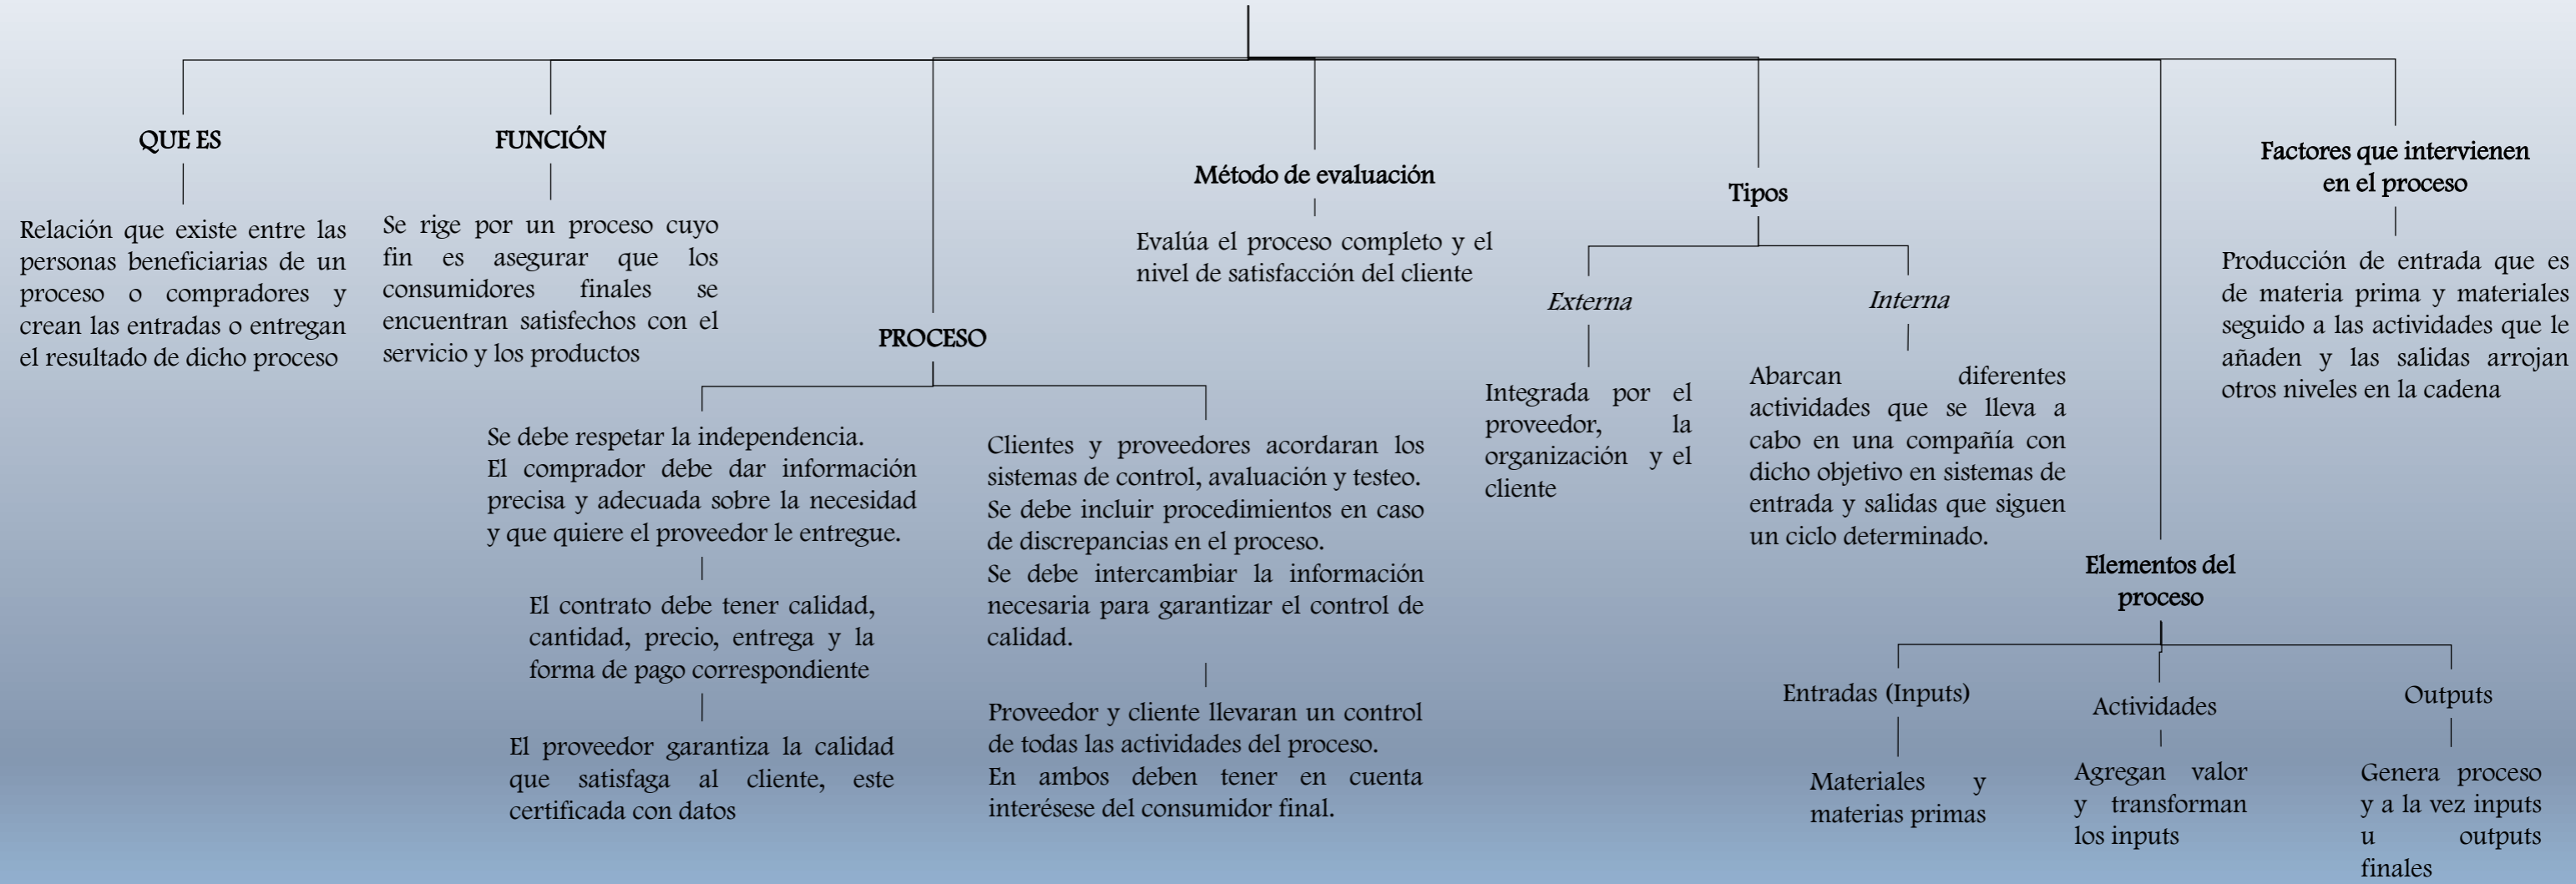 QUE ES
Relación que existe entre las
personas beneficiarias de un
proceso o compradores y
crean las entradas o entregan
el resultado de dicho proceso
FUNCIÓN
Se rige por un proceso cuyo
fin es asegurar que los
consumidores finales se
encuentran satisfechos con el
servicio y los productos
PROCESO
Se debe respetar la independencia.
El comprador debe dar información
precisa y adecuada sobre la necesidad
y que quiere el proveedor le entregue.
El contrato debe tener calidad,
cantidad, precio, entrega y la
forma de pago correspondiente
El proveedor garantiza la calidad
que satisfaga al cliente, este
certificada con datos
Clientes y proveedores acordaran los
sistemas de control, avaluación y testeo.
Se debe incluir procedimientos en caso
de discrepancias en el proceso.
Se debe intercambiar la información
necesaria para garantizar el control de
calidad.
Proveedor y cliente llevaran un control
de todas las actividades del proceso.
En ambos deben tener en cuenta
interésese del consumidor final.
Método de evaluación
Evalúa el proceso completo y el
nivel de satisfacción del cliente
Tipos
Externa
Integrada por el
proveedor, la
organización y el
cliente
Interna
Abarcan diferentes
actividades que se lleva a
cabo en una compañía con
dicho objetivo en sistemas de
entrada y salidas que siguen
un ciclo determinado.
Elementos del
proceso
Entradas (Inputs)
Materiales y
materias primas
Actividades
Agregan valor
y transforman
los inputs
Outputs
Genera proceso
y a la vez inputs
u outputs
finales
Factores que intervienen
en el proceso
Producción de entrada que es
de materia prima y materiales
seguido a las actividades que le
añaden y las salidas arrojan
otros niveles en la cadena